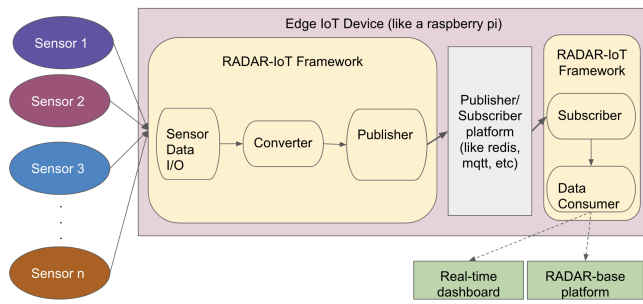 Edge IoT Device (like a raspberry pi)
Sensor 1
Sensor 2
Sensor 3
.
.
.
Sensor n
RADAR-IoT Framework
Sensor
Data
I/O
Converter
Publisher
Publisher/
Subscriber
platform
(like redis,
mqtt, etc)
RADAR-IoT
Framework
Subscriber
Data
Consumer
Real-time
dashboard
RADAR-base
platform